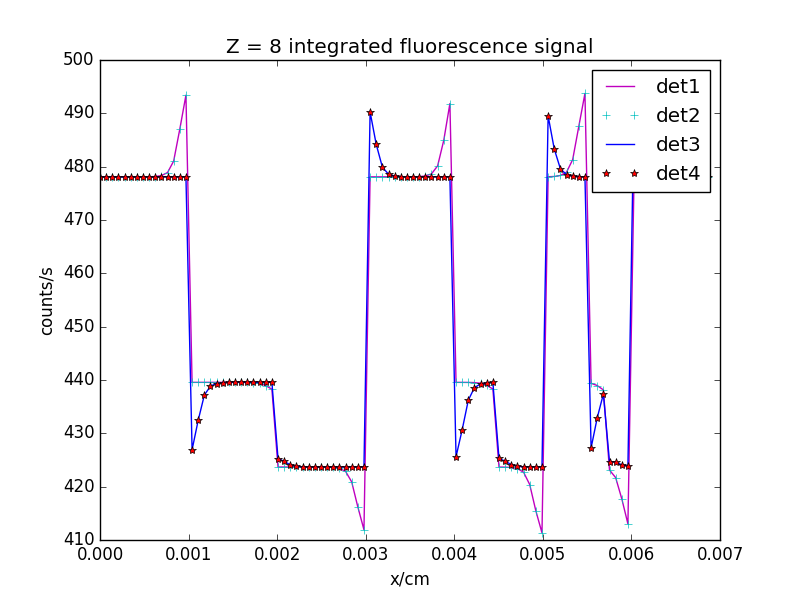 Z = 8 integrated fluorescence signal
500
490
480
470
460
450
440
430
420
410
counts/s
det1
det2
det3
det4
0.000 0.001 0.002 0.003 0.004 0.005 0.006 0.007
x/cm